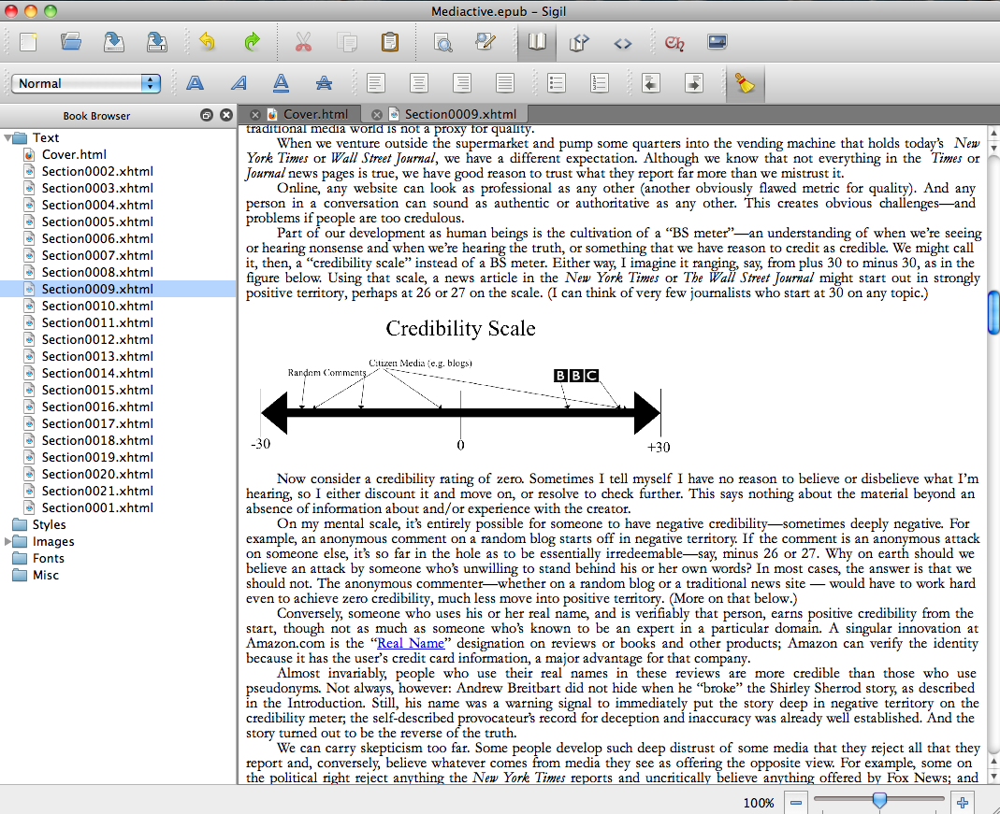 Mediactive.epub – Sigil
Ch
Normal
A A A A
Book Browser
Cover.html
Section0009.xhtml
Text
Cover.html
Section0002.xhtml
Section0003.xhtml
Section0004.xhtml
Section0005.xhtml
Section0006.xhtml
Section0007.xhtml
Section0008.xhtml
Section0009.xhtml
Section0010.xhtml
Section0011.xhtml
Section0012.xhtml
Section0013.xhtml
Section0014.xhtml
Section0015.xhtml
Section0016.xhtml
Section0017.xhtml
Section0018.xhtml
Section0019.xhtml
Section0020.xhtml
Section0021.xhtml
Section0001.xhtml
Styles
Images
Fonts
Misc
traditional media world is not a proxy for quality.
When we venture outside the supermarket and pump some quarters into the vending machine that holds today's New
York Times or Wall Street Journal, we have a different expectation. Although we know that not everything in the Times or
Journal news pages is true, we have good reason to trust what they report far more than we mistrust it.
Online, any website can look as professional as any other (another obviously flawed metric for quality). And any
person in a conversation can sound as authentic or authoritative as any other. This creates obvious challenges—and
problems if people are too credulous.
Part of our development as human beings is the cultivation of a “BS meter”—an understanding of when we’re seeing
or hearing nonsense and when we’re hearing the truth, or something that we have reason to credit as credible. We might call
it, then, a “credibility scale” instead of a BS meter. Either way, I imagine it ranging, say, from plus 30 to minus 30, as in the
figure below. Using that scale, a news article in the New York Times or The Wall Street Journal might start out in strongly
positive territory, perhaps at 26 or 27 on the scale. (I can think of very few journalists who start at 30 on any topic.)
Credibility Scale
Citizen Media (e.g. blogs)
Random Comments
BBC
-30
0
+30
Now consider a credibility rating of zero. Sometimes I tell myself I have no reason to believe or disbelieve what I’m
hearing, so I either discount it and move on, or resolve to check further. This says nothing about the material beyond an
absence of information about and/or experience with the creator.
On my mental scale, it’s entirely possible for someone to have negative credibility—sometimes deeply negative. For
example, an anonymous comment on a random blog starts off in negative territory. If the comment is an anonymous attack
on someone else, it’s so far in the hole as to be essentially irredeemable—say, minus 26 or 27. Why on earth should we
believe an attack by someone who’s unwilling to stand behind his or her own words? In most cases, the answer is that we
should not. The anonymous commenter—whether on a random blog or a traditional news site — would have to work hard
even to achieve zero credibility, much less move into positive territory. (More on that below.)
Conversely, someone who uses his or her real name, and is verifiably that person, earns positive credibility from the
start, though not as much as someone who’s known to be an expert in a particular domain. A singular innovation at
Amazon.com is the “Real Name” designation on reviews or books and other products; Amazon can verify the identity
because it has the user’s credit card information, a major advantage for that company.
Almost invariably, people who use their real names in these reviews are more credible than those who use
pseudonyms. Not always, however: Andrew Breitbart did not hide when he “broke” the Shirley Sherrod story, as described
in the Introduction. Still, his name was a warning signal to immediately put the story deep in negative territory on the
credibility meter; the self-described provocateur’s record for deception and inaccuracy was already well established. And the
story turned out to be the reverse of the truth.
We can carry skepticism too far. Some people develop such deep distrust of some media that they reject all that they
report and, conversely, believe whatever comes from media they see as offering the opposite view. For example, some on
the political right reject anything the New York Times reports and uncritically believe anything offered by Fox News; and
100%